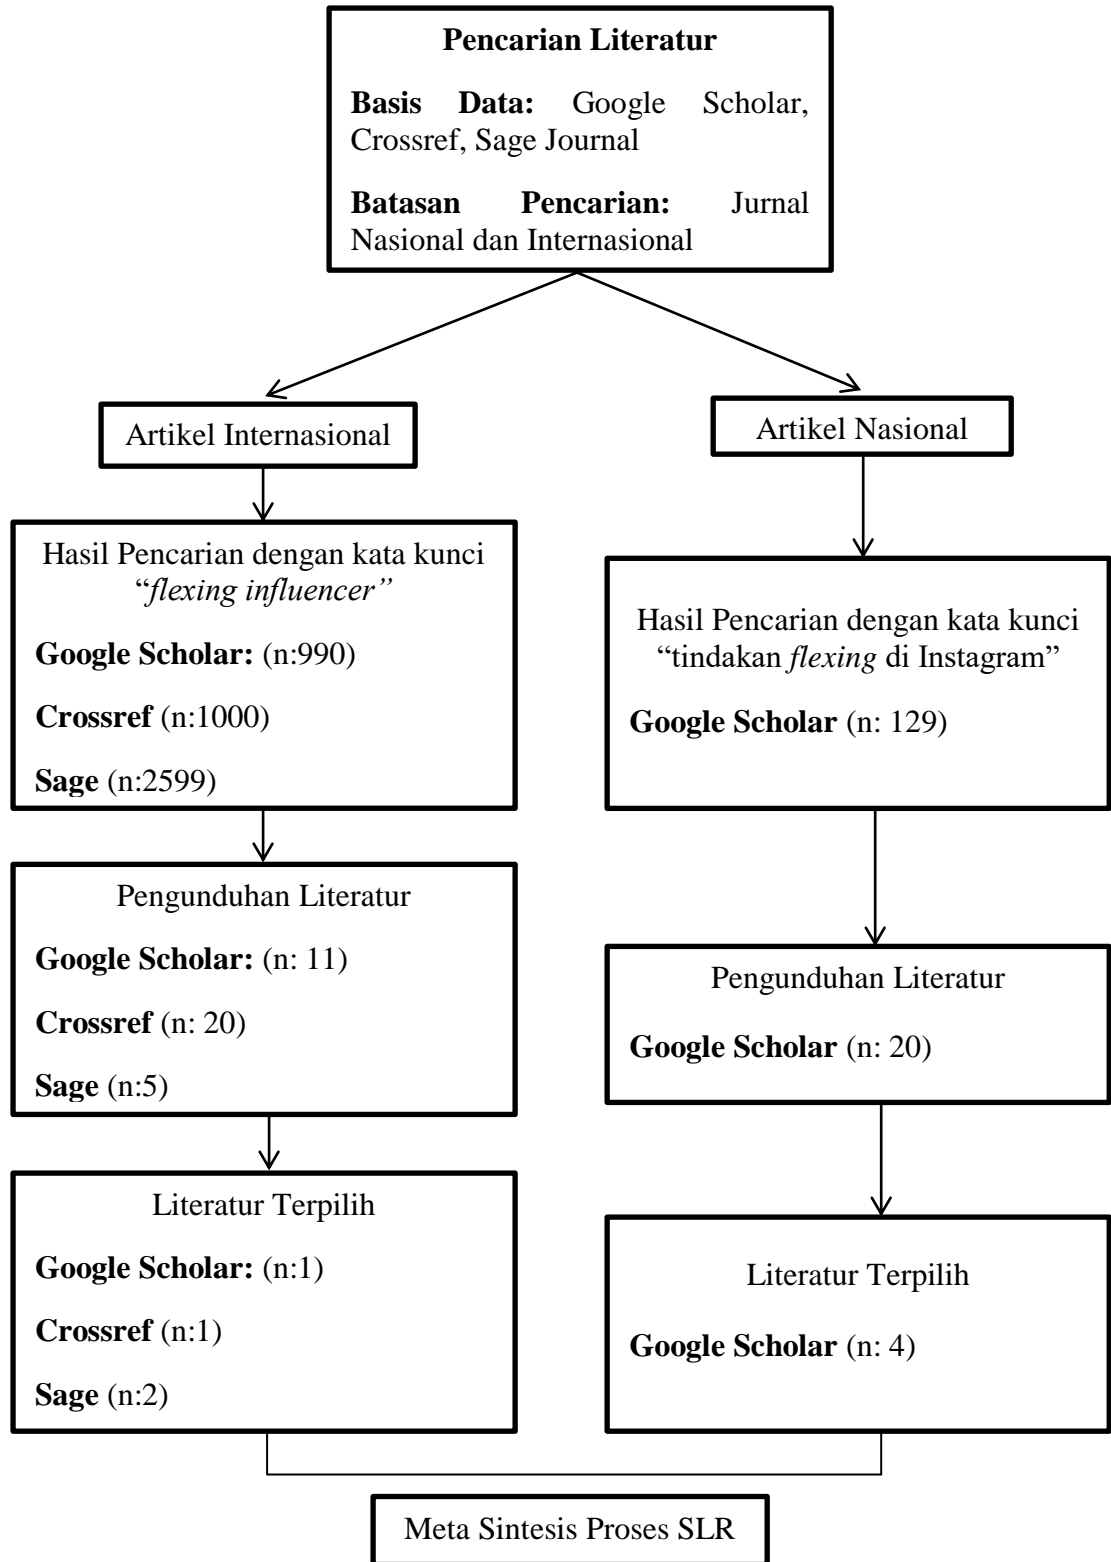 Pencarian Literatur
Basis Data: Google Scholar,
Crossref, Sage Journal
Batasan Pencarian: Jurnal
Nasional dan Internasional
Artikel Internasional
Hasil Pencarian dengan kata kunci
“flexing influencer”
Google Scholar: (n:990)
Crossref (n:1000)
Sage (n:2599)
Pengunduhan Literatur
Google Scholar: (n: 11)
Crossref (n: 20)
Sage (n:5)
Literatur Terpilih
Google Scholar: (n:1)
Crossref (n:1)
Sage (n:2)
Artikel Nasional
Hasil Pencarian dengan kata kunci
“tindakan flexing di Instagram”
Google Scholar (n: 129)
Pengunduhan Literatur
Google Scholar (n: 20)
Literatur Terpilih
Google Scholar (n: 4)
Meta Sintesis Proses SLR